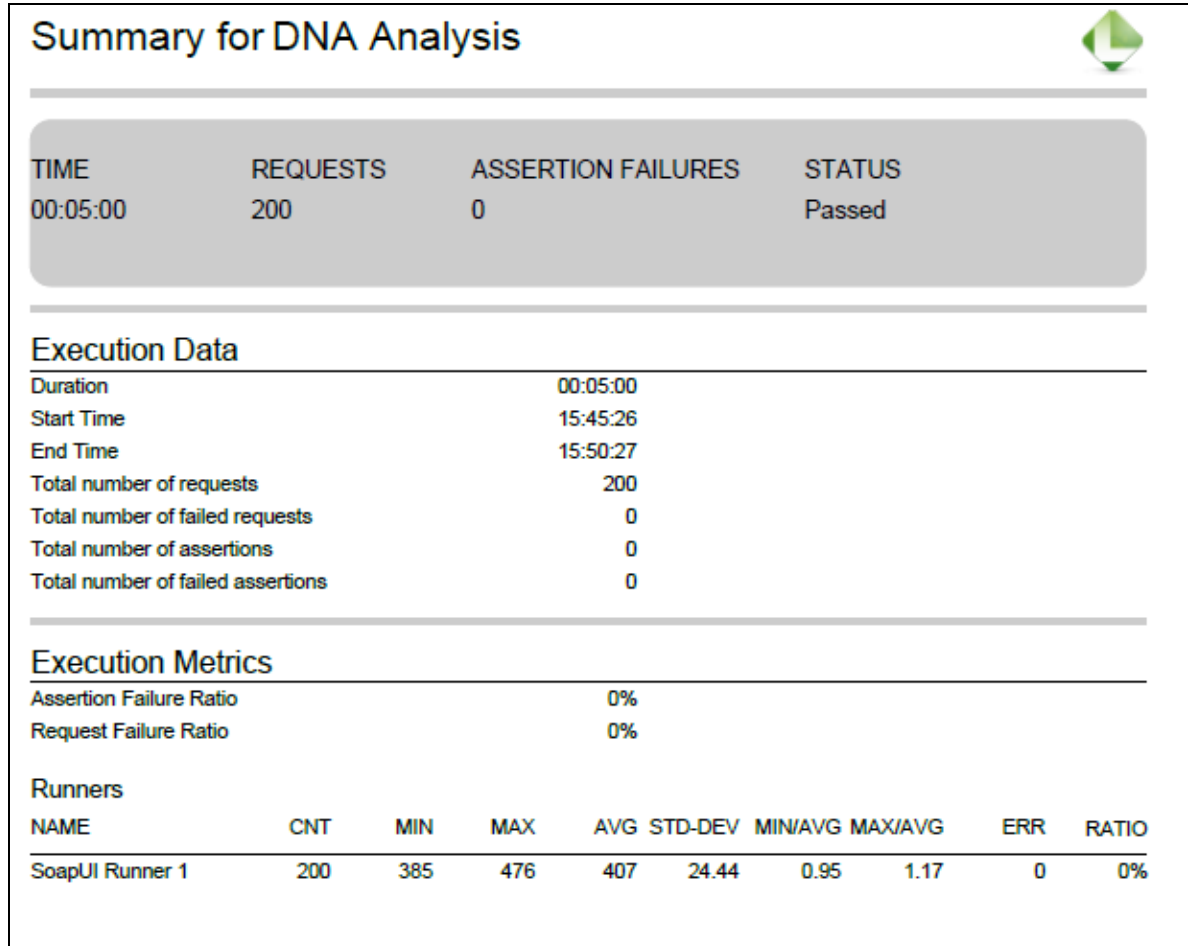 Summary for DNA Analysis
TIME REQUESTS ASSERTION FAILURES STATUS
00:05:00 200 0 Passed
Execution Data
Duration 00:05:00
Start Time 15:45:26
End Time 15:50:27
Total number of requests 200
Total number of failed requests 0
Total number of assertions 0
Total number of failed assertions 0
Execution Metrics
Assertion Failure Ratio 0%
Request Failure Ratio 0%
Runners
NAME CNT MIN MAX AVG STD-DEV MIN/AVG MAX/AVG ERR RATIO
SoapUI Runner 1 200 385 476 407 24.44 0.95 1.17 0 0%